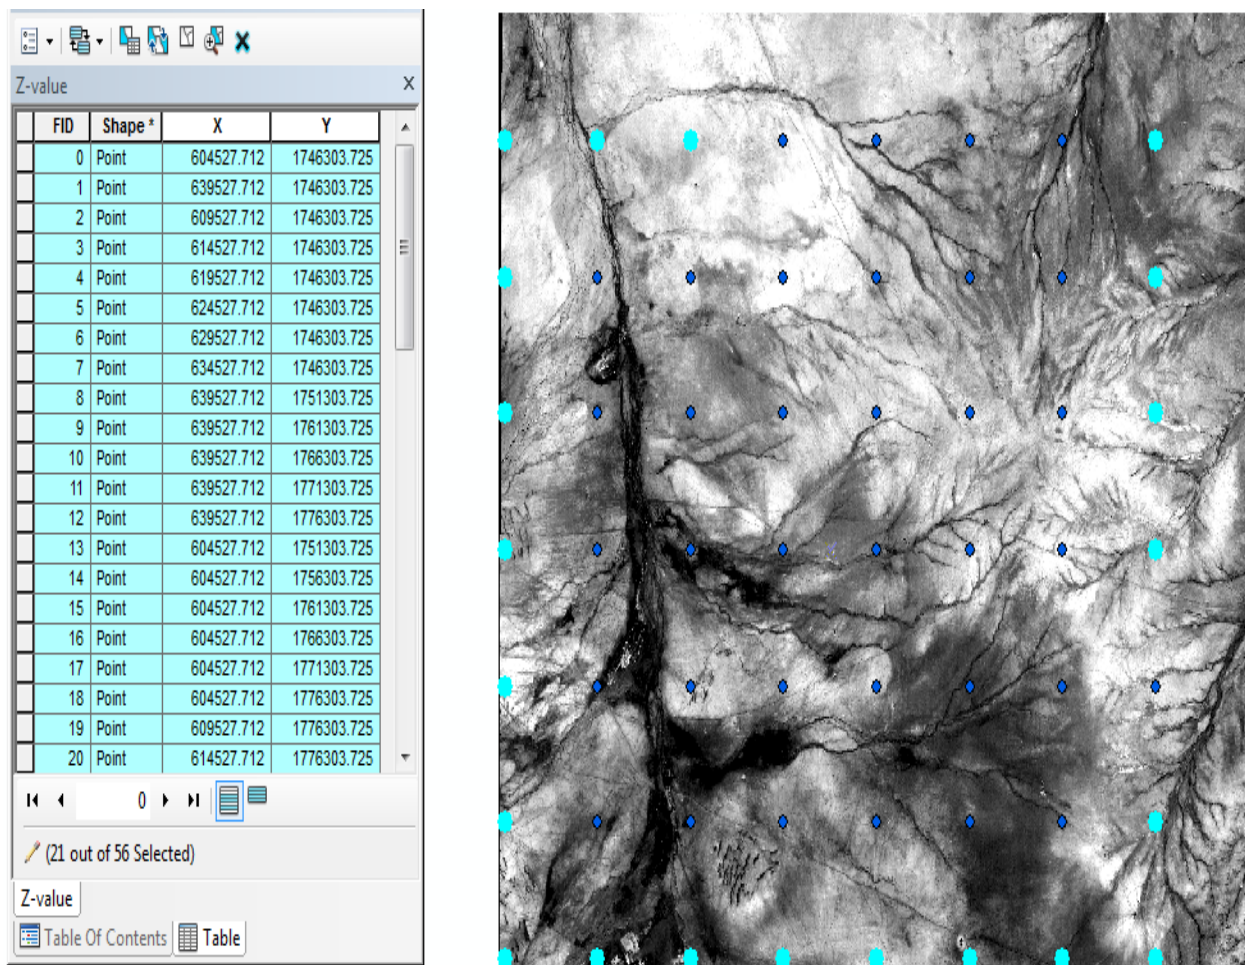 Z-value
FID Shape * X Y
0 Point 604527.712 1746303.725
1 Point 639527.712 1746303.725
2 Point 609527.712 1746303.725
3 Point 614527.712 1746303.725
4 Point 619527.712 1746303.725
5 Point 624527.712 1746303.725
6 Point 629527.712 1746303.725
7 Point 634527.712 1746303.725
8 Point 639527.712 1751303.725
9 Point 639527.712 1761303.725
10 Point 639527.712 1766303.725
11 Point 639527.712 1771303.725
12 Point 639527.712 1776303.725
13 Point 604527.712 1751303.725
14 Point 604527.712 1756303.725
15 Point 604527.712 1761303.725
16 Point 604527.712 1766303.725
17 Point 604527.712 1771303.725
18 Point 604527.712 1776303.725
19 Point 609527.712 1776303.725
20 Point 614527.712 1776303.725
0
(21 out of 56 Selected)
Z-value
Table Of Contents Table